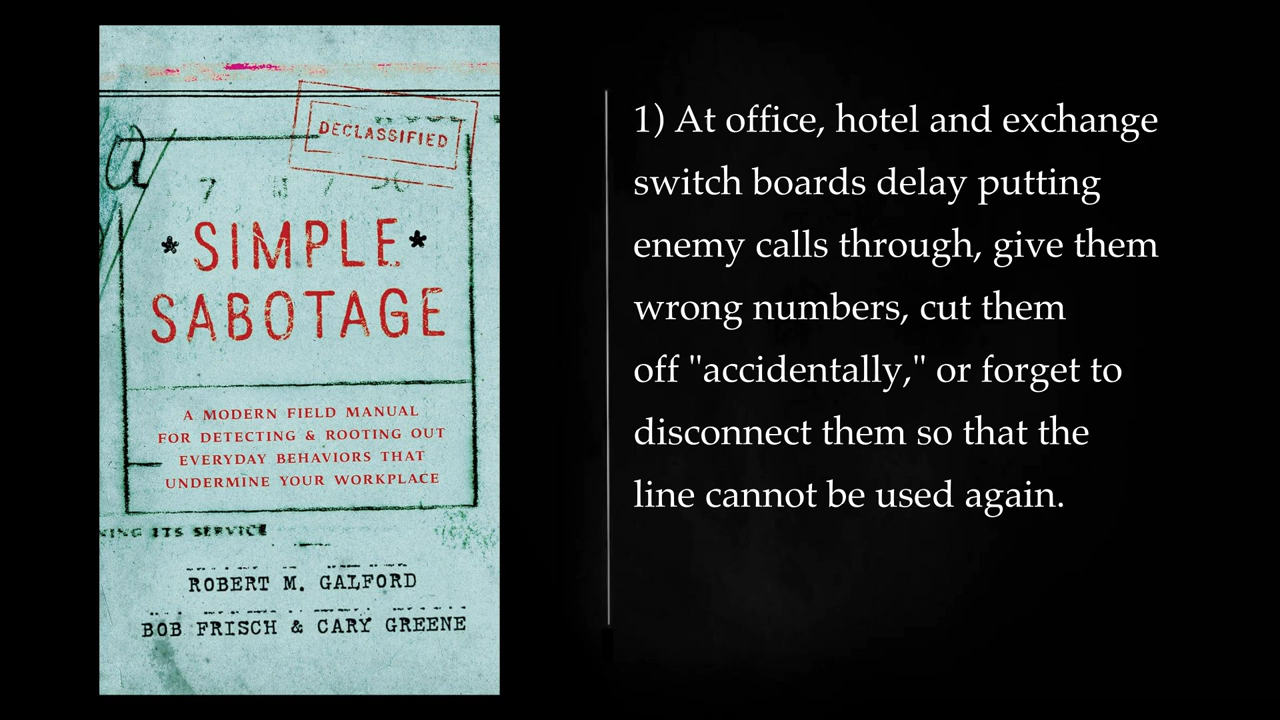 DECLASSIFIED
*SIMPLE*
SABOTAGE
A MODERN FIELD MANUAL
FOR DETECTING & ROOTING OUT
EVERYDAY BEHAVIORS THAT
UNDERMINE YOUR WORKPLACE
ITS SERVICE
ROBERT M. GALFORD
BOB FRISCH & CARY GREENE
1) At office, hotel and exchange
switch boards delay putting
enemy calls through, give them
wrong numbers, cut them
off "accidentally," or forget to
disconnect them so that the
line cannot be used again.